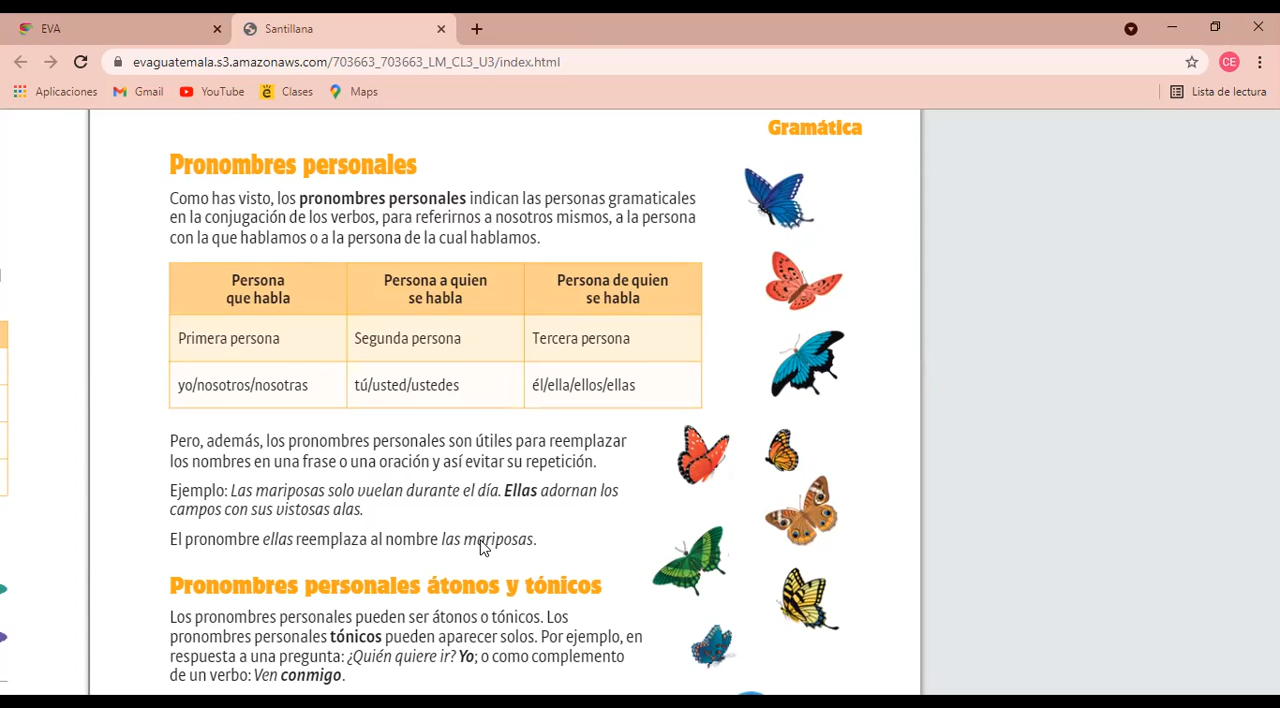 EVA
Santillana
evaguatemala.s3.amazonaws.com/703663_703663_LM_CL3_U3/index.html
CE
Aplicaciones
Gmail
YouTube
Clases
Maps
Lista de lectura
Gramática
Pronombres personales
Como has visto, los pronombres personales indican las personas gramaticales
en la conjugación de los verbos, para referirnos a nosotros mismos, a la persona
con la que hablamos o a la persona de la cual hablamos.
Persona
que habla
Persona a quien
se habla
Persona de quien
se habla
Primera persona
Segunda persona
Tercera persona
yo/nosotros/nosotras
tú/usted/ustedes
él/ella/ellos/ellas
Pero, además, los pronombres personales son útiles para reemplazar
los nombres en una frase o una oración y así evitar su repetición.
Ejemplo: Las mariposas solo vuelan durante el día. Ellas adornan los
campos con sus vistosas alas.
El pronombre ellas reemplaza al nombre las mariposas.
Pronombres personales átonos y tónicos
Los pronombres personales pueden ser átonos o tónicos. Los
pronombres personales tónicos pueden aparecer solos. Por ejemplo, en
respuesta a una pregunta: ¿Quién quiere ir? Yo; o como complemento
de un verbo: Ven conmigo.